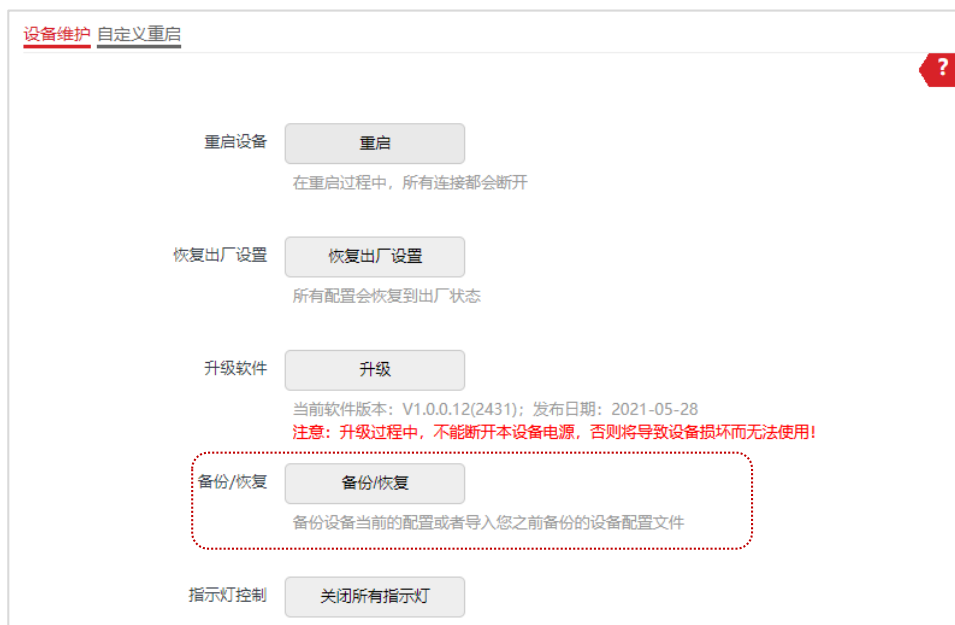 设备维护 自定义重启
?
重启设备 重启
在重启过程中，所有连接都会断开
恢复出厂设置 恢复出厂设置
所有配置会恢复到出厂状态
升级软件 升级
当前软件版本：V1.0.0.12(2431)；发布日期：2021-05-28
注意：升级过程中，不能断开本设备电源，否则将导致设备损坏而无法使用！
备份/恢复 备份/恢复
备份设备当前的配置或者导入您之前备份的设备配置文件
指示灯控制 关闭所有指示灯